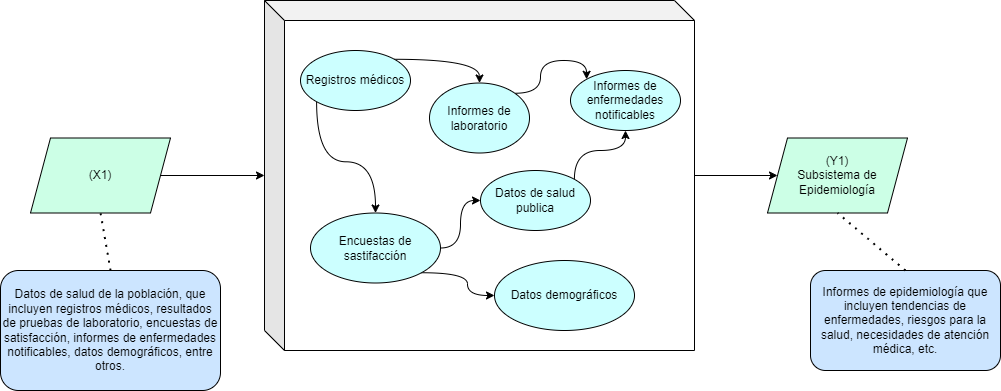 Registros médicos
Informes de
laboratorio
Informes de
enfermedades
notificables
(X1)
(Y1)
Subsistema de
Epidemiología
Datos de salud
publica
Encuestas de
sastifacción
Datos demográficos
Datos de salud de la población, que
incluyen registros médicos, resultados
de pruebas de laboratorio, encuestas de
satisfacción, informes de enfermedades
notificables, datos demográficos, entre
otros.
Informes de epidemiología que
incluyen tendencias de
enfermedades, riesgos para la
salud, necesidades de atención
médica, etc.